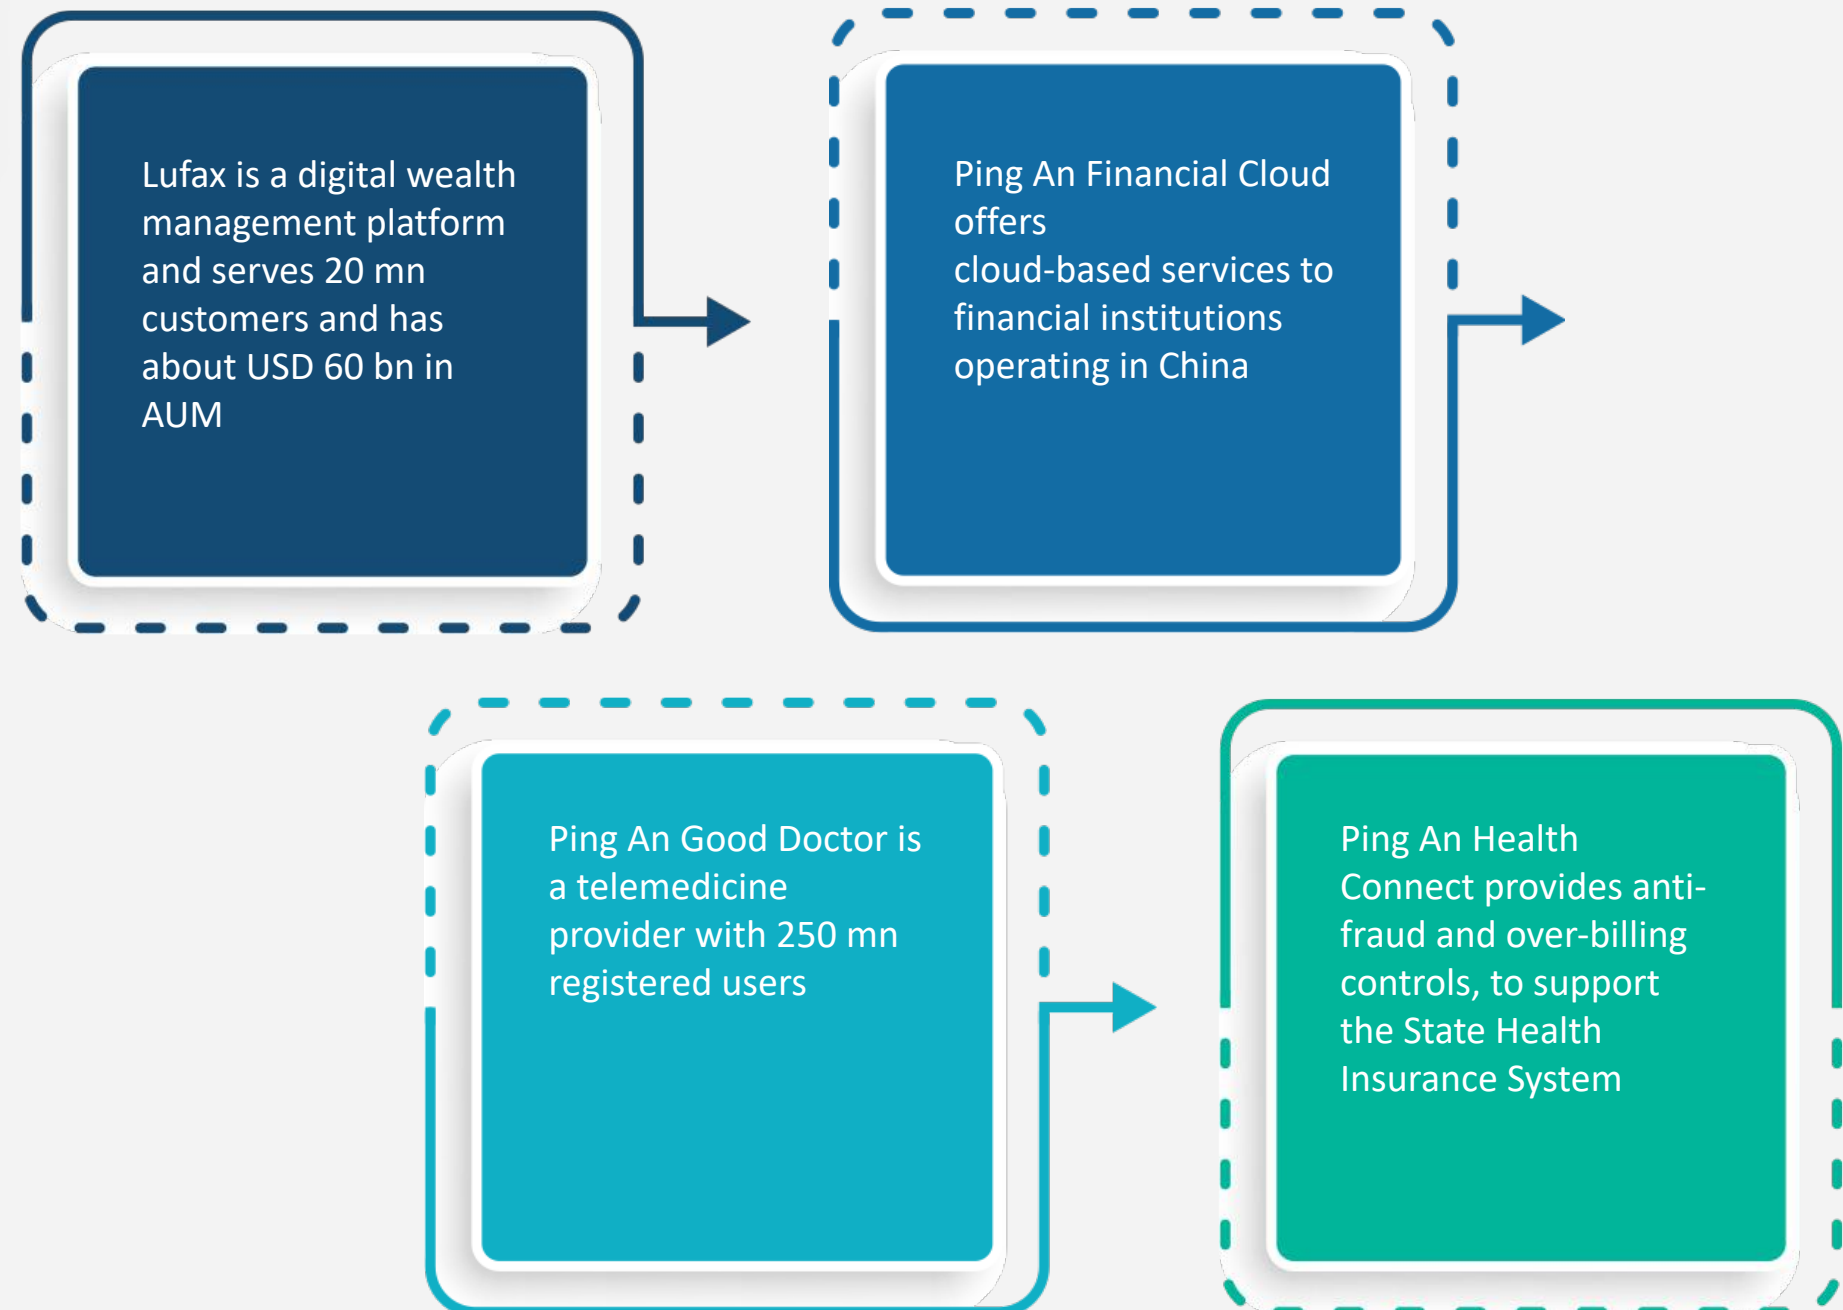 Lufax is a digital wealth
management platform
and serves 20 mn
customers and has
about USD 60 bn in
AUM
Ping An Financial Cloud
offers
cloud-based services to
financial institutions
operating in China
Ping An Good Doctor is
a telemedicine
provider with 250 mn
registered users
Ping An Health
Connect provides anti-
fraud and over-billing
controls, to support
the State Health
Insurance System